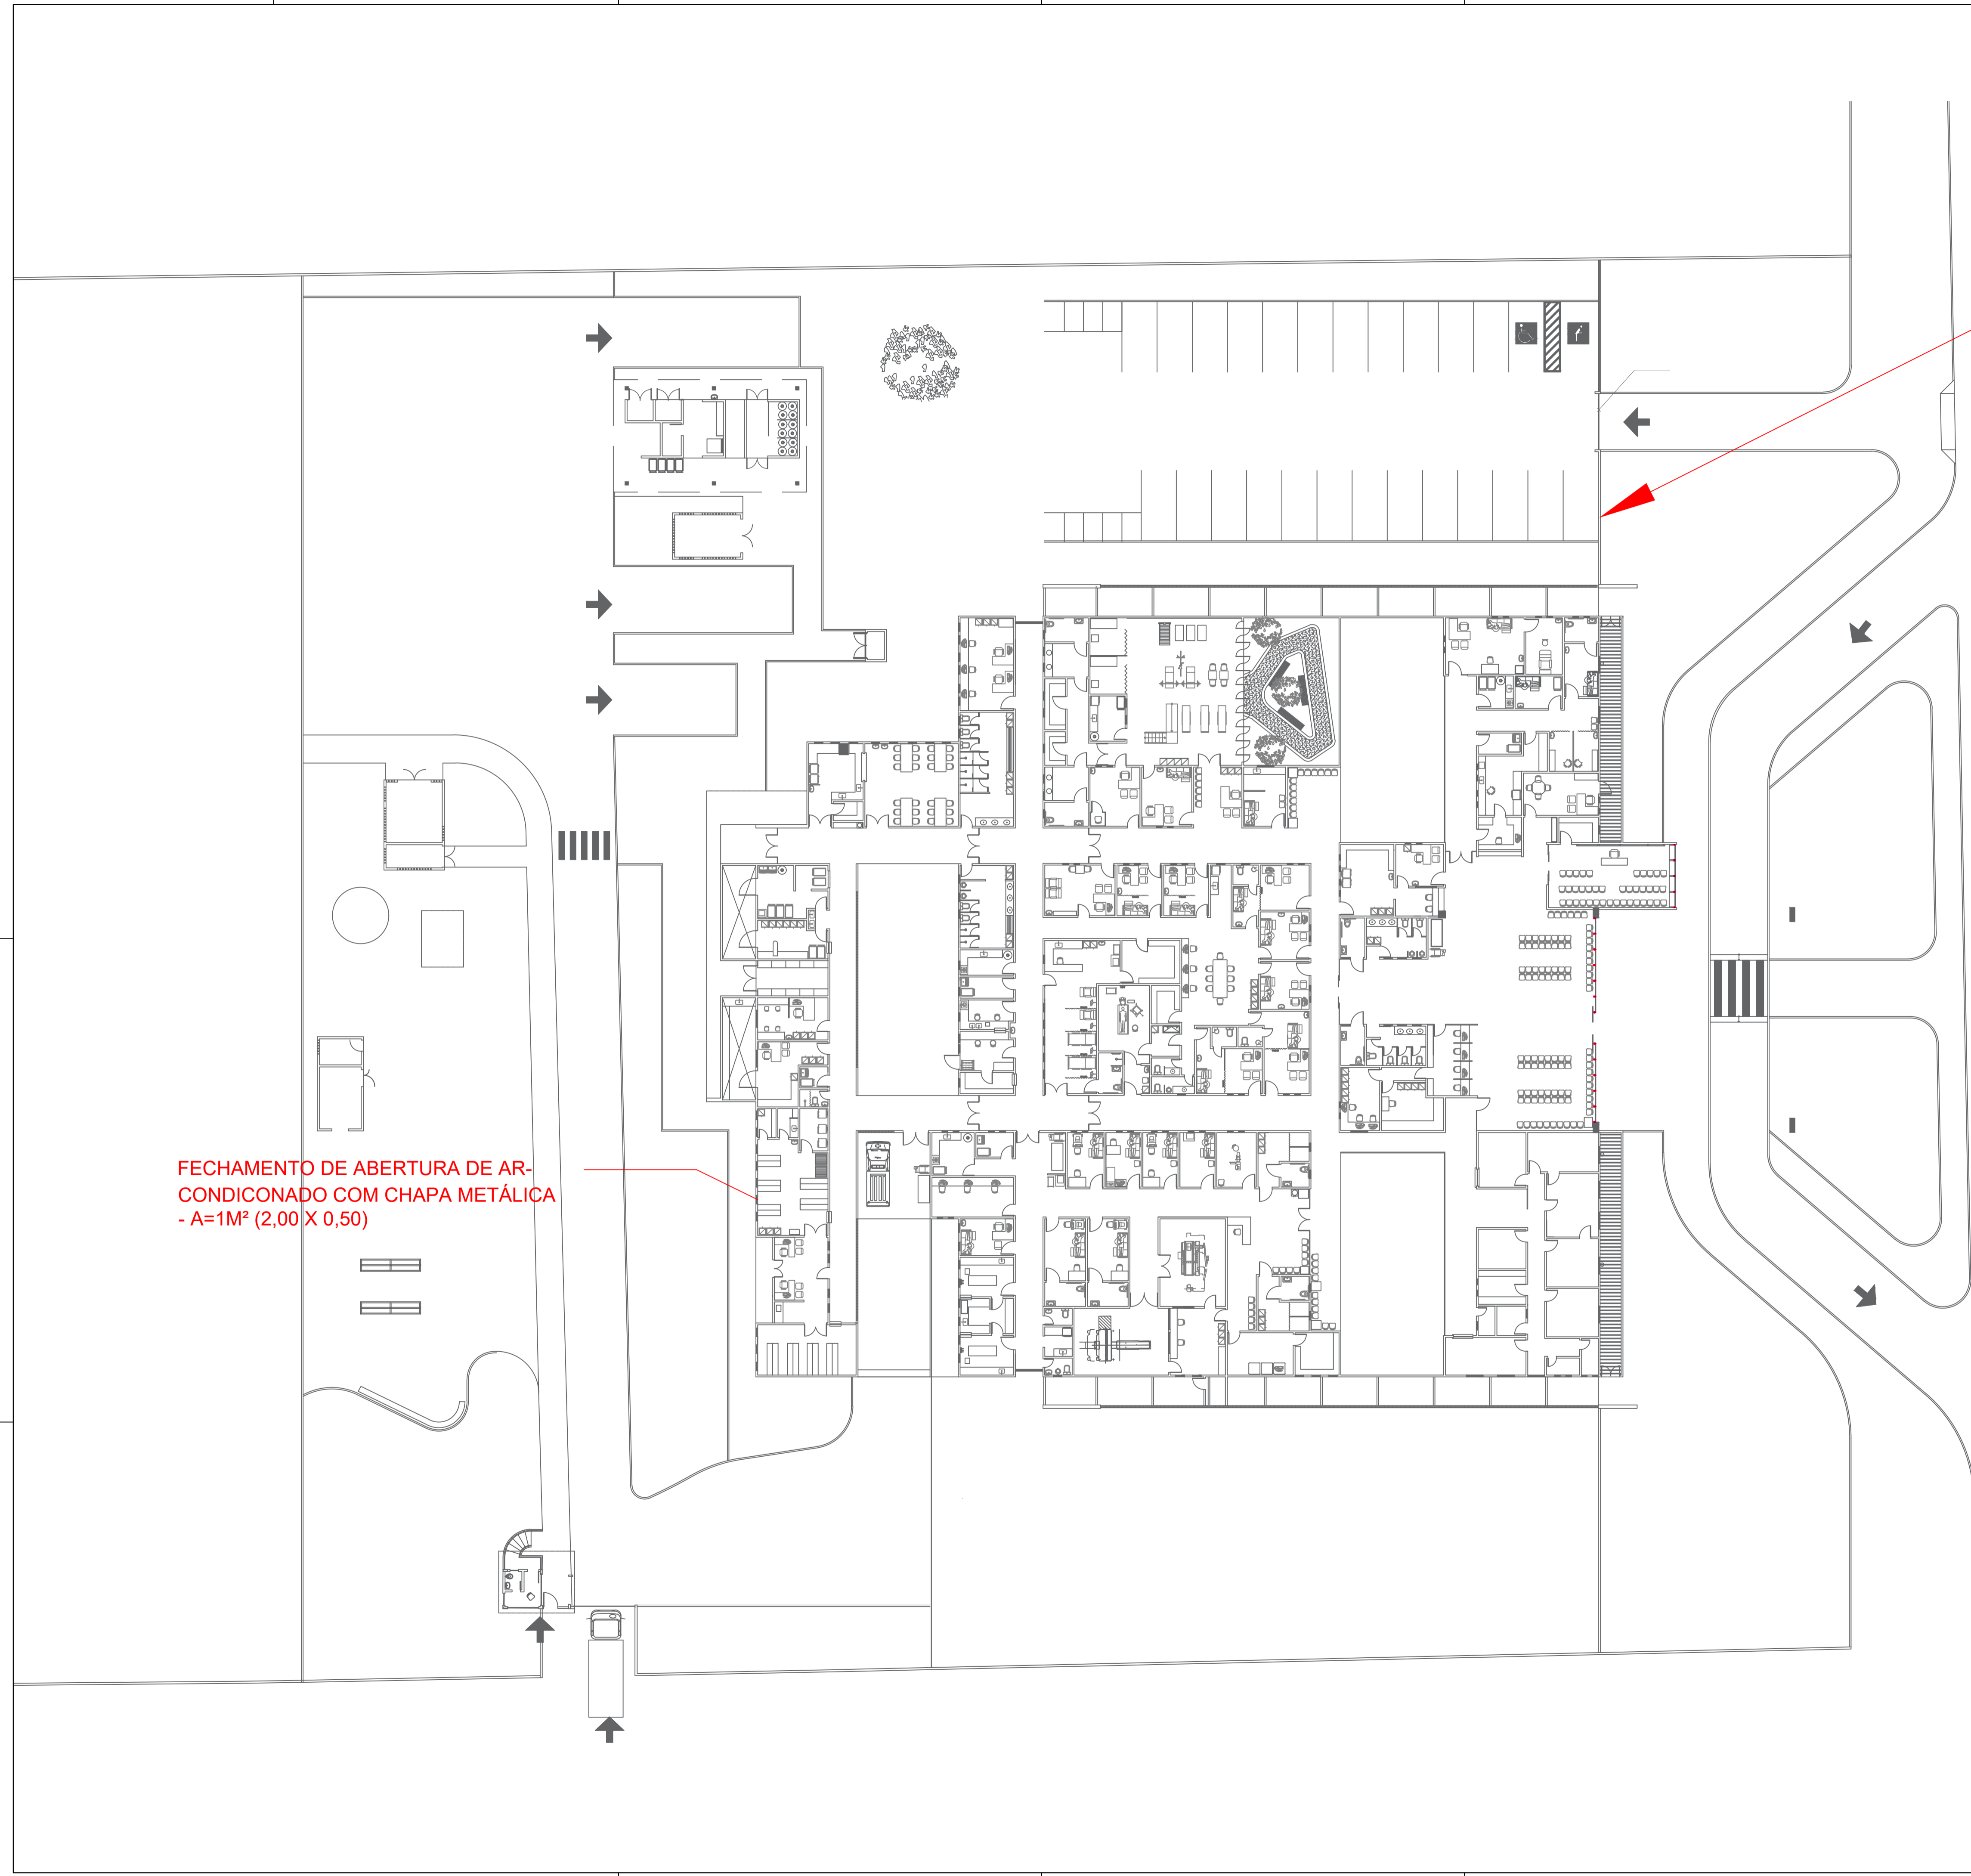 FECHAMENTO DE ABERTURA DE AR-
CONDICONADO COM CHAPA METÁLICA
- A=1M² (2,00 X 0,50)